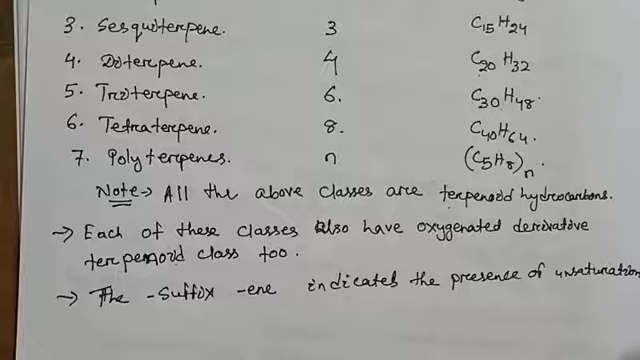 3. Sesquiterpene. 3 C15H24
4. Diterpene. 4 C20H32
5. Triterpene. 6. C30H48.
6. Tetraterpene. 8. C40H64.
7. Polyterpenes. n (C5H8)n.
Note → All the above classes are terpenoid hydrocarbons.
→ Each of these classes also have oxygenated derivative
terpenoid class too.
→ The -Suffix -ene indicates the presence of unsaturation